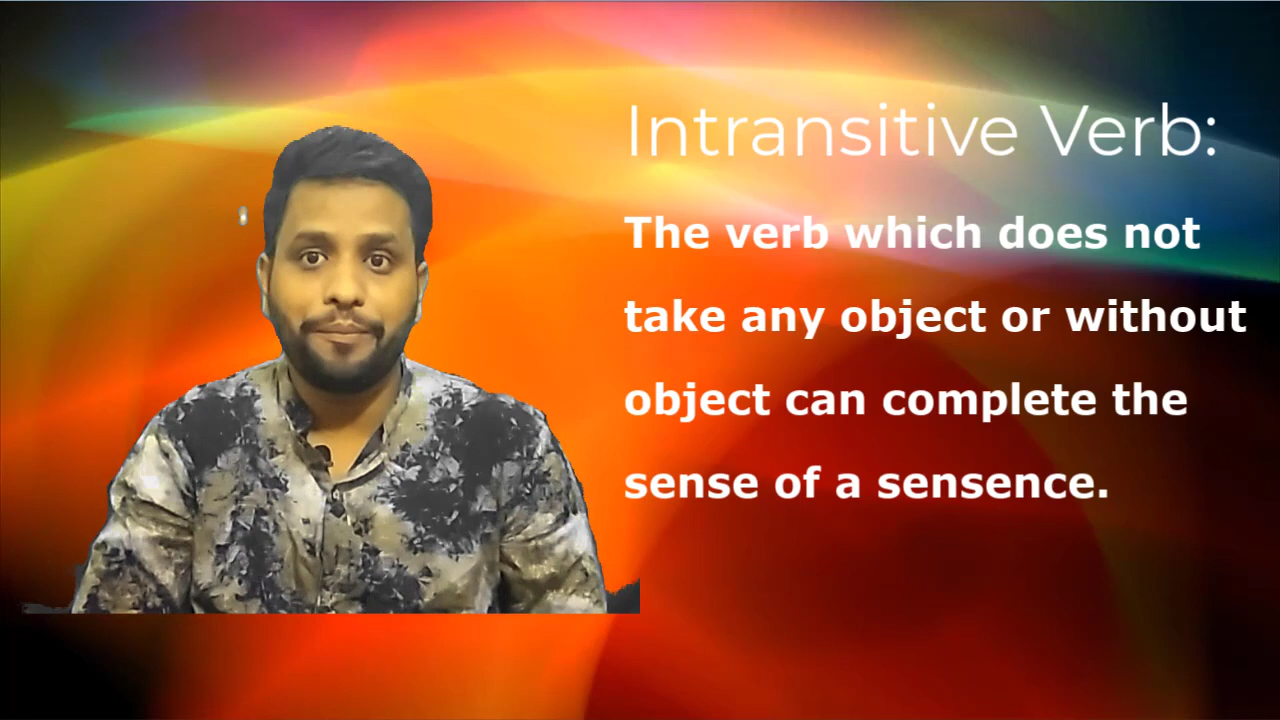 Intransitive Verb:
The verb which does not
take any object or without
object can complete the
sense of a sensence.